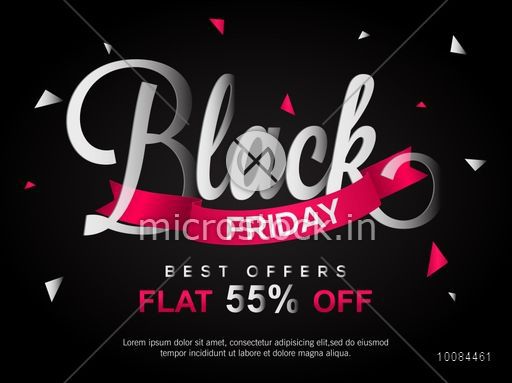 Black
FRIDAY
microstock.in
BEST OFFERS
FLAT 55% OFF
Lorem ipsum dolor sit amet, consectetur adipiscing elit,sed do eiusmod
tempor incididunt ut labore et dolore magna aliqua.
10084461